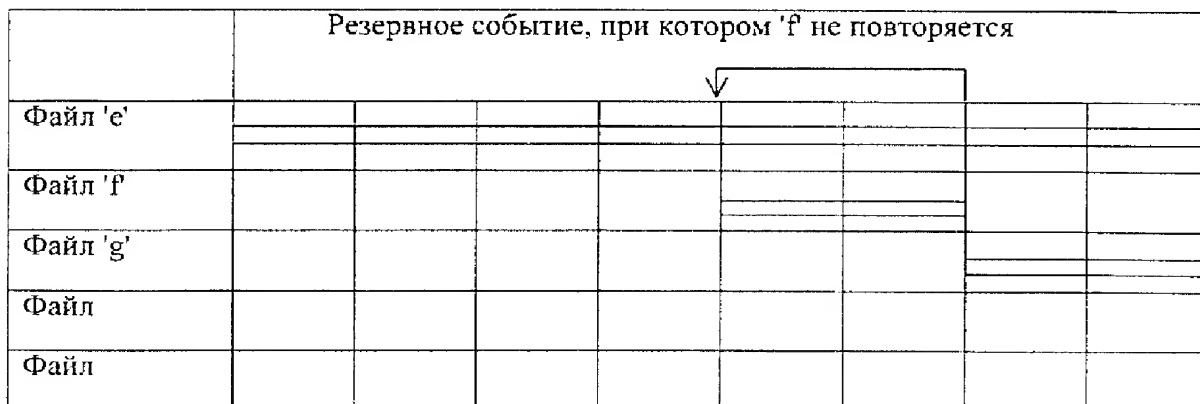 Резервное событие, при котором 'f' не повторяется
Файл 'e'
Файл 'f'
Файл 'g'
Файл
Файл